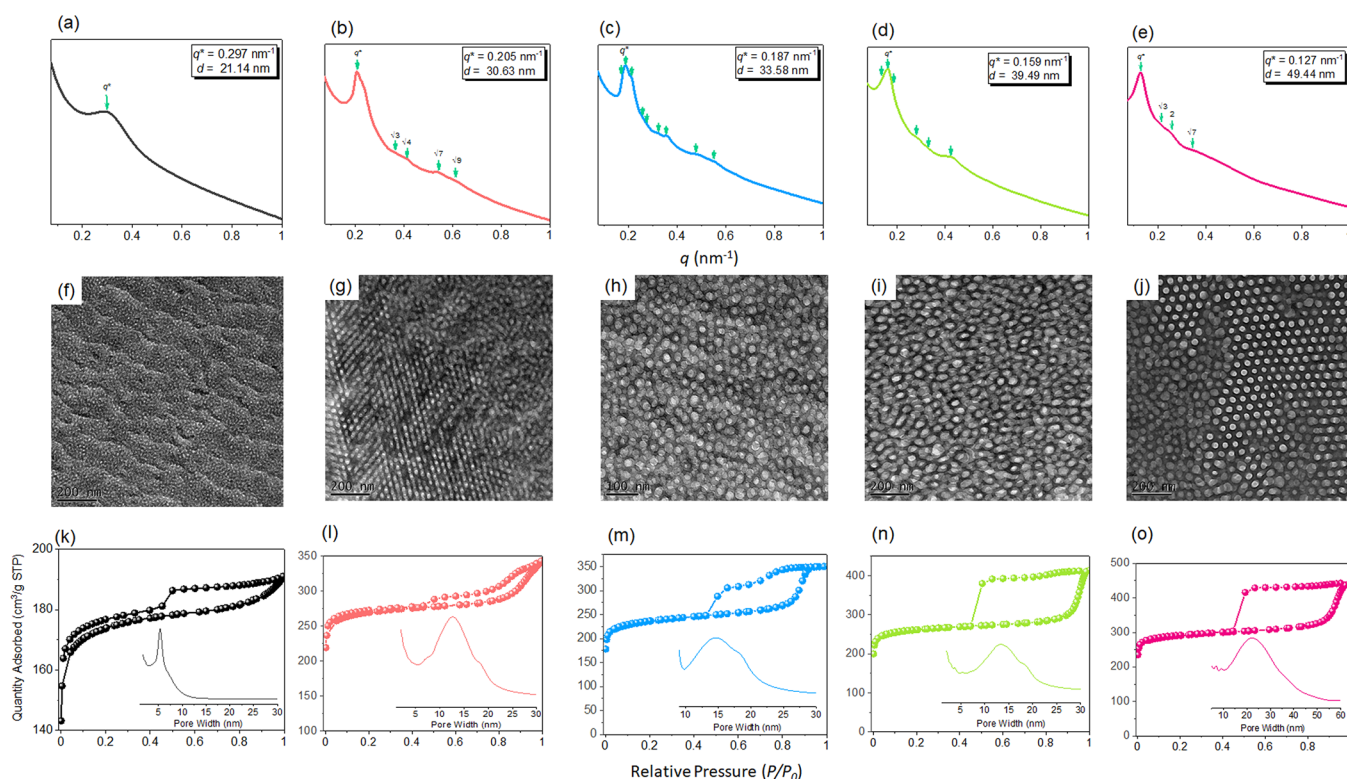 (a)
q* = 0.297 nm⁻¹
d = 21.14 nm
q*
0.2 0.4 0.6 0.8 1
(b)
q* = 0.205 nm⁻¹
d = 30.63 nm
q*
√3
√4
√7
√9
0.2 0.4 0.6 0.8 1
(c)
q* = 0.187 nm⁻¹
d = 33.58 nm
q*
0.2 0.4 0.6 0.8 1
(d)
q* = 0.159 nm⁻¹
d = 39.49 nm
q*
0.2 0.4 0.6 0.8 1
(e)
q* = 0.127 nm⁻¹
d = 49.44 nm
q*
√3
2
√7
0.2 0.4 0.6 0.8 1
q (nm⁻¹)
(f)
200 nm
(g)
200 nm
(h)
100 nm
(i)
200 nm
(j)
200 nm
Quantity Adsorbed (cm³/g STP)
(k)
200
180
160
140
5 10 15 20 25 30
Pore Width (nm)
0 0.2 0.4 0.6 0.8 1
(l)
350
300
250
200
150
100
5 10 15 20 25 30
Pore Width (nm)
0 0.2 0.4 0.6 0.8 1
(m)
350
300
250
200
150
100
50
0
10 15 20 25 30
Pore Width (nm)
0 0.2 0.4 0.6 0.8 1
(n)
400
300
200
100
0
5 10 15 20 25 30
Pore Width (nm)
0 0.2 0.4 0.6 0.8 1
(o)
500
400
300
200
100
0
10 20 30 40 50 60
Pore Width (nm)
0 0.2 0.4 0.6 0.8
Relative Pressure (P/P₀)